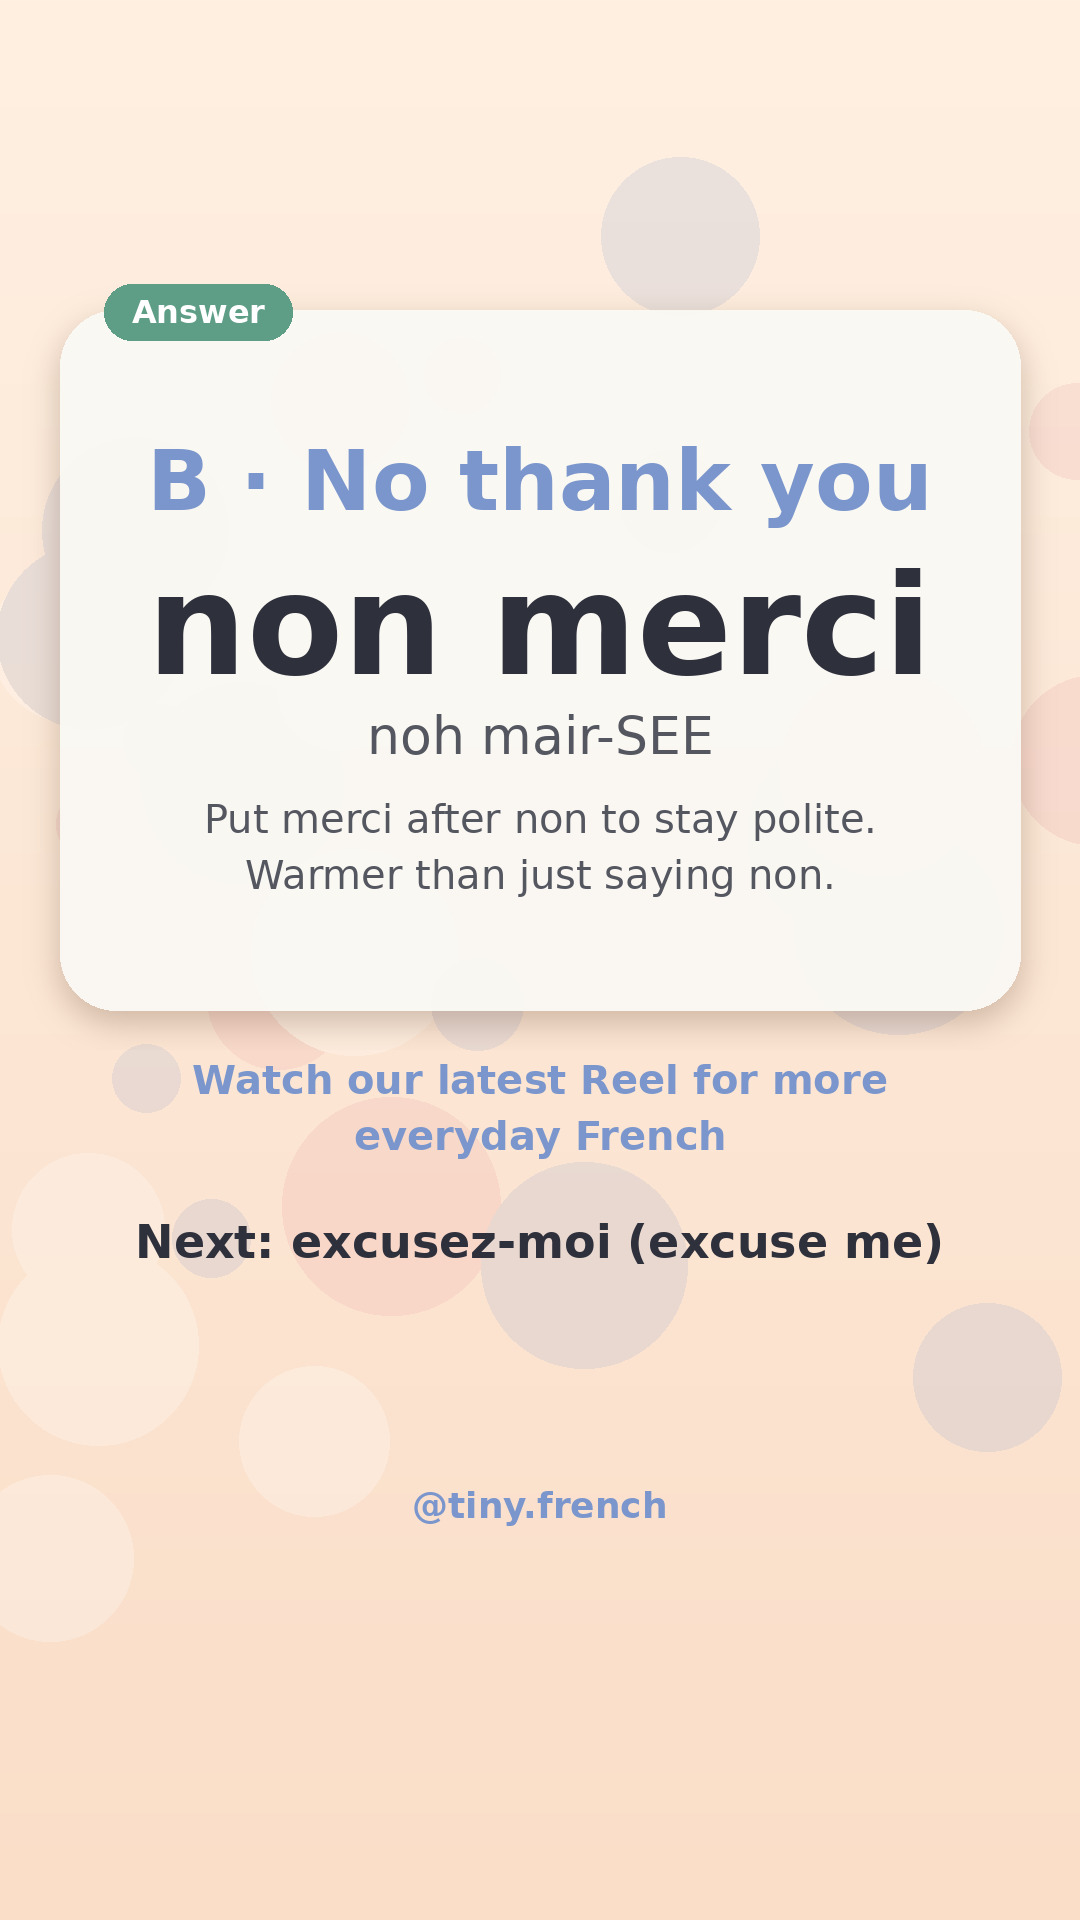 Answer
B · No thank you
non merci
noh mair-SEE
Put merci after non to stay polite.
Warmer than just saying non.
Watch our latest Reel for more
everyday French
Next: excusez-moi (excuse me)
@tiny.french